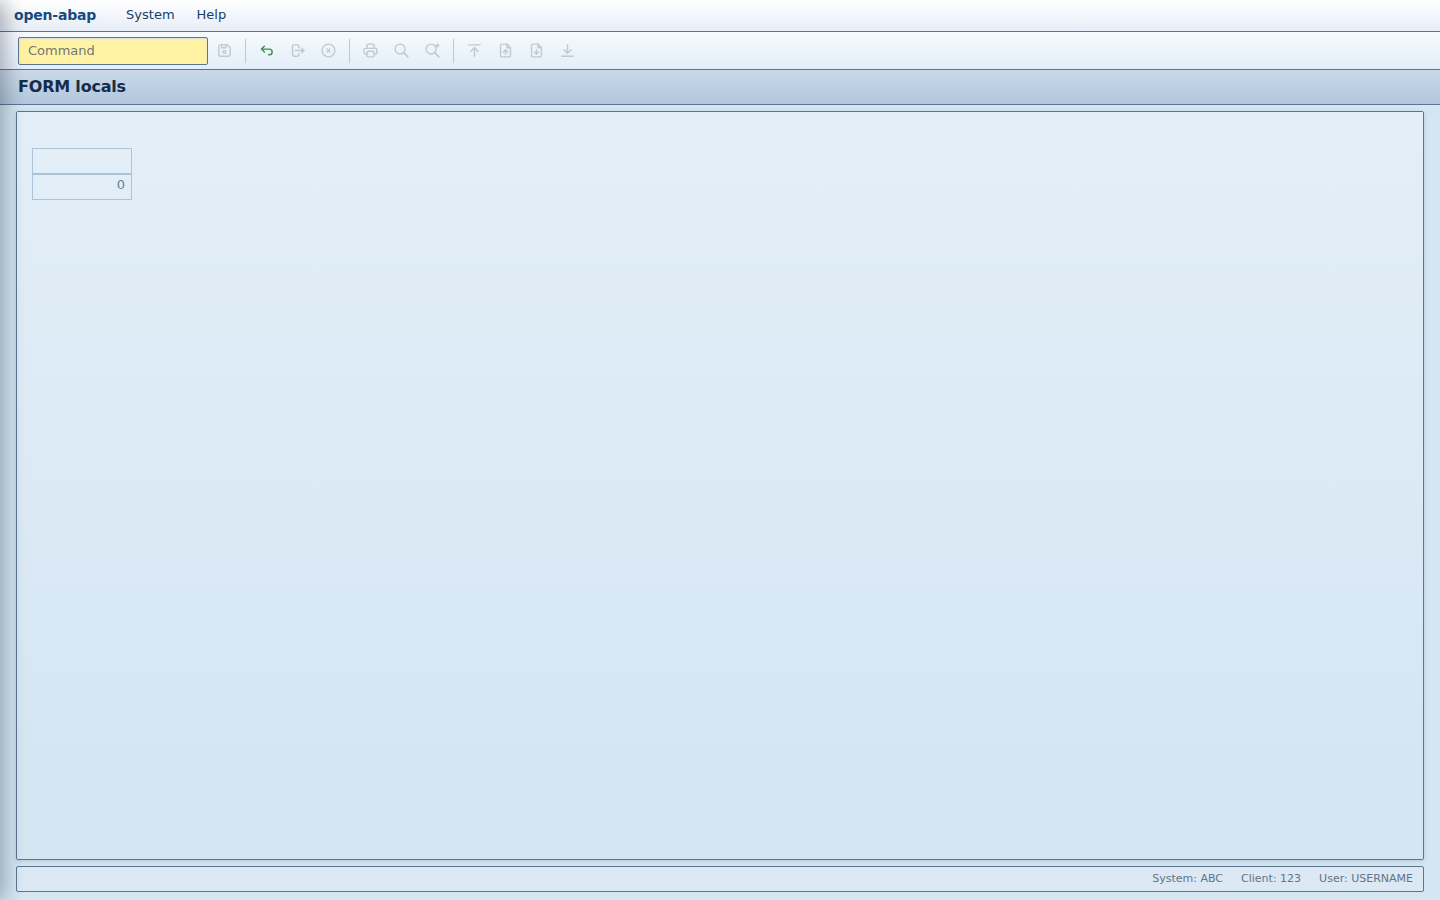 open-abap System Help
Command
FORM locals
0
System: ABC Client: 123 User: USERNAME